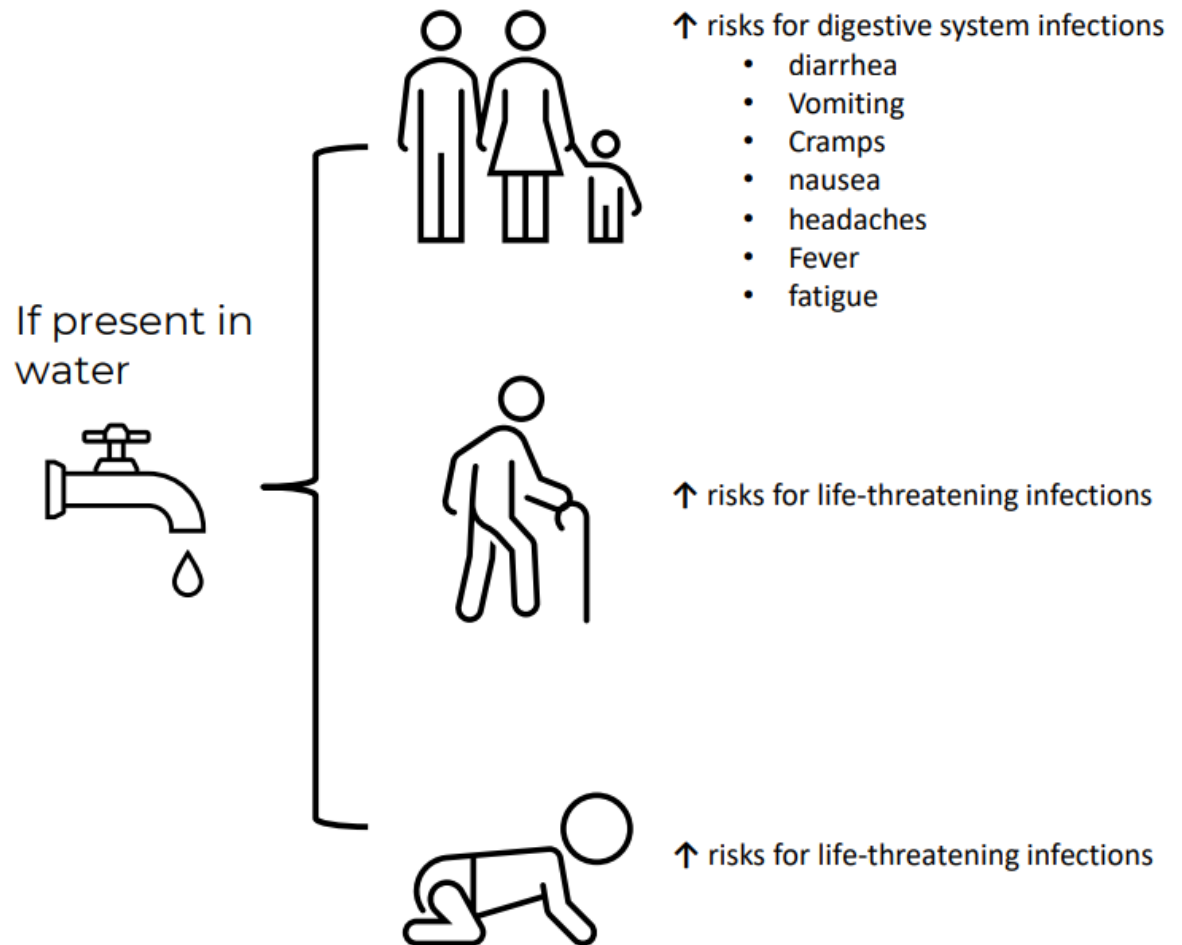 If present in
water
↑ risks for digestive system infections
• diarrhea
• Vomiting
• Cramps
• nausea
• headaches
• Fever
• fatigue
↑ risks for life-threatening infections
↑ risks for life-threatening infections